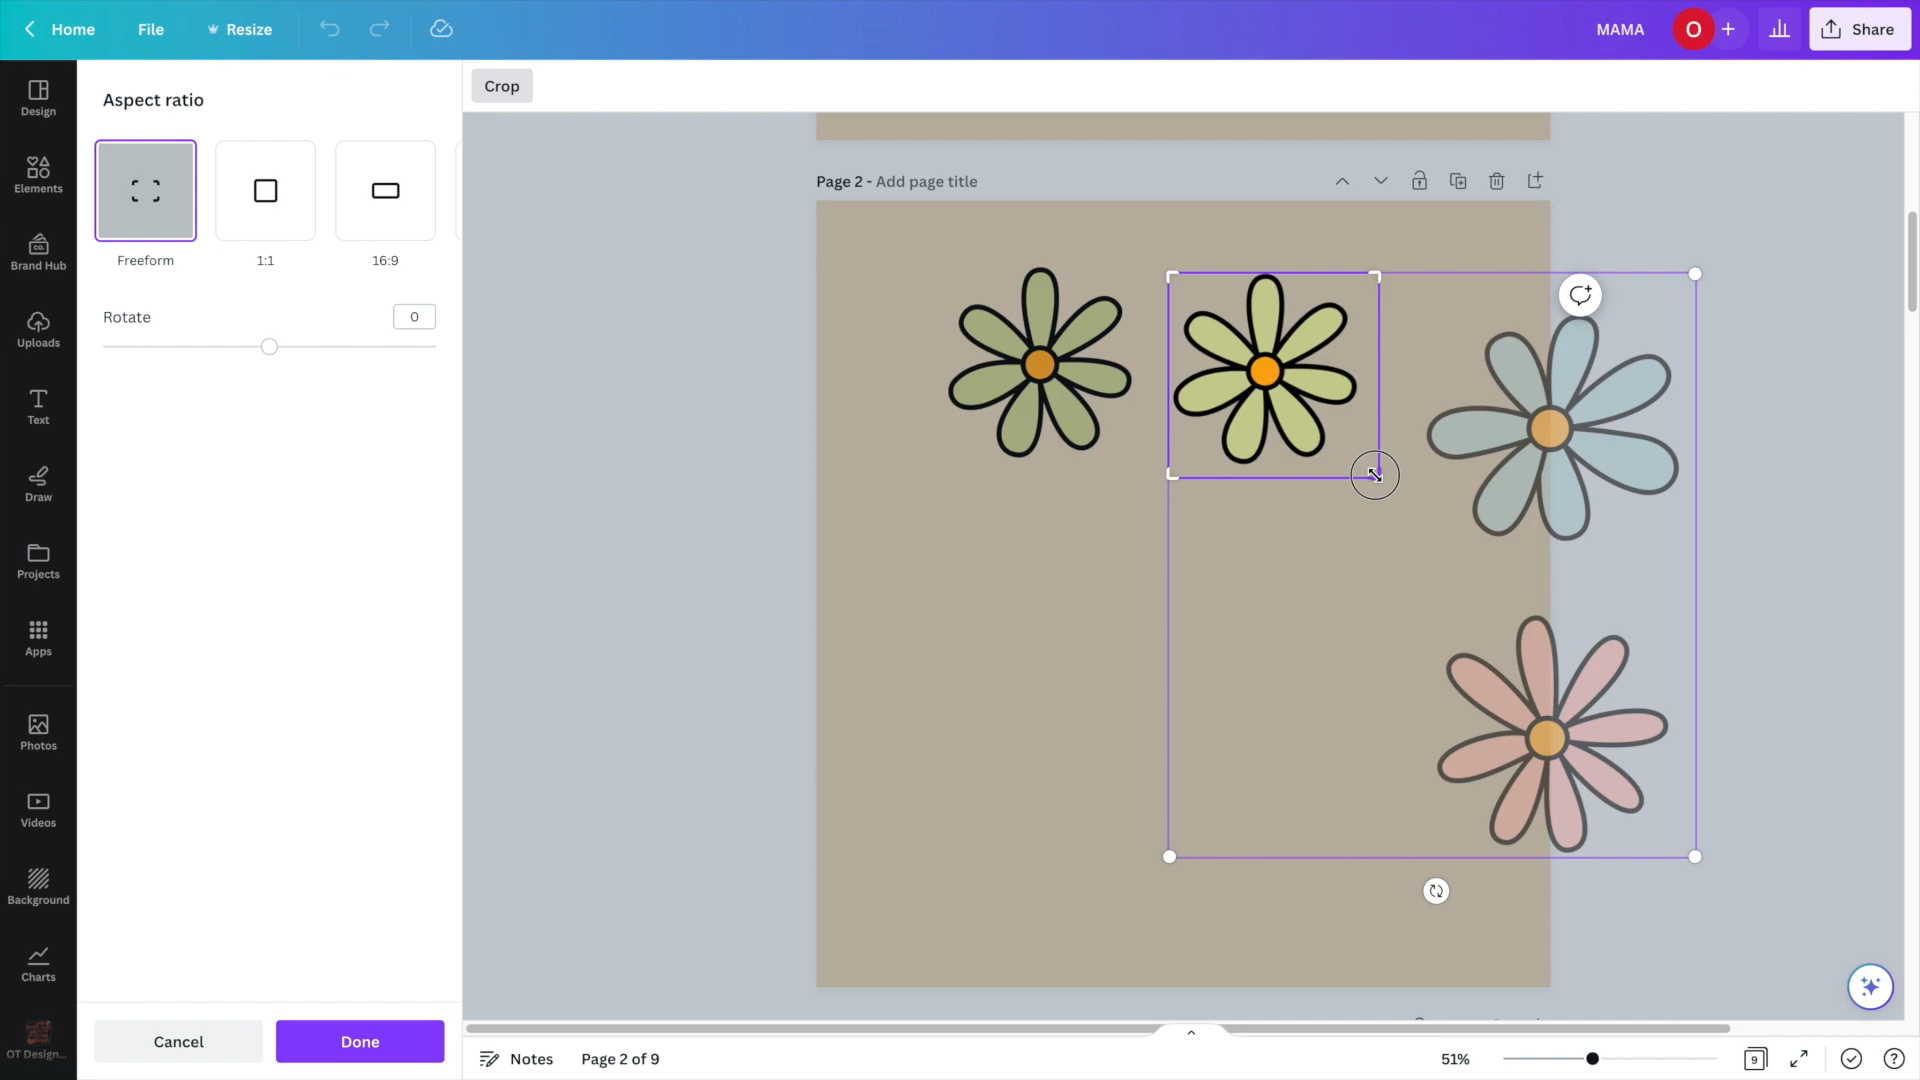 Home
File
Resize
MAMA
O
Share
Design
Elements
Brand Hub
CO.
Uploads
Text
Draw
Projects
Apps
Photos
Videos
Background
Charts
OT Design...
Aspect ratio
Freeform
1:1
16:9
Rotate
0
Cancel
Done
Crop
Page 2 - Add page title
Notes
Page 2 of 9
51%
9
?